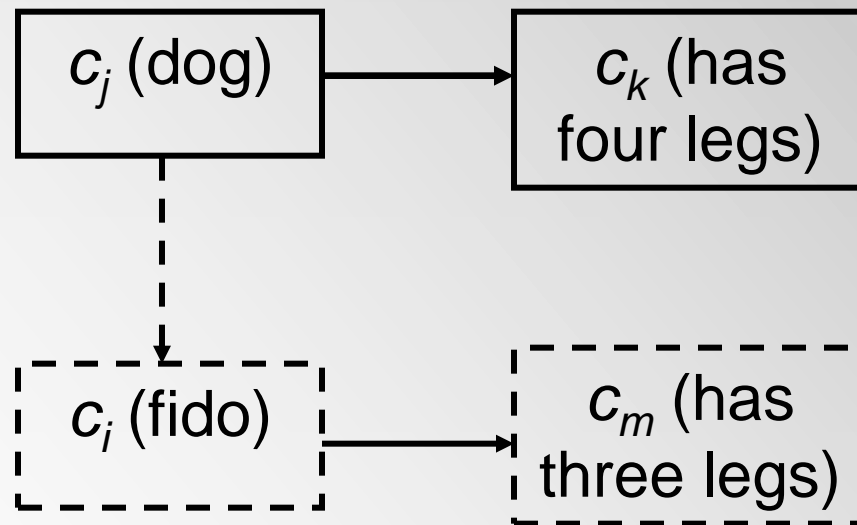 cj (dog)
ck (has
four legs)
ci (fido)
cm (has
three legs)